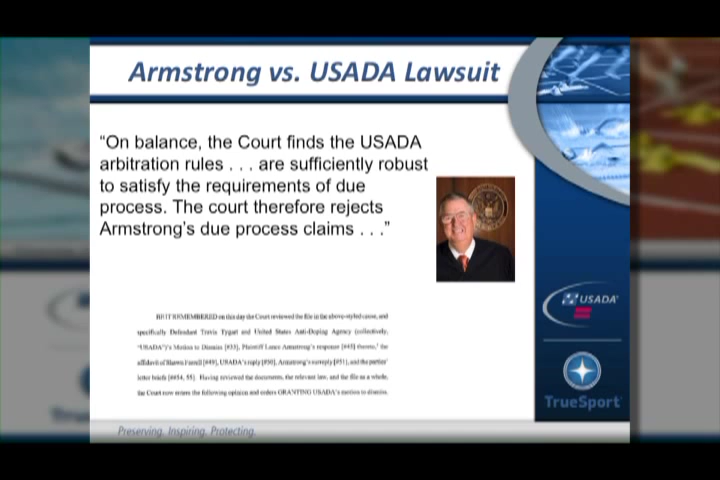 Armstrong vs. USADA Lawsuit
“On balance, the Court finds the USADA
arbitration rules . . . are sufficiently robust
to satisfy the requirements of due
process. The court therefore rejects
Armstrong’s due process claims . . .”
BE IT REMEMBERED on this day the Court reviewed the file in the above-styled cause, and
specifically Defendant Travis Tygart and United States Anti-Doping Agency (collectively,
"USADA")'s Motion to Dismiss [#33], Plaintiff Lance Armstrong's response [#45] thereto, the
affidavit of [#49], USADA's reply [#50], Armstrong's surreply [#51], and the parties'
letter briefs [##54, 55]. Having reviewed the documents, the relevant law, and the file as a whole,
the Court now enters the following opinion and orders GRANTING USADA's motion to dismiss.
USADA
TrueSport
Preserving. Inspiring. Protecting.